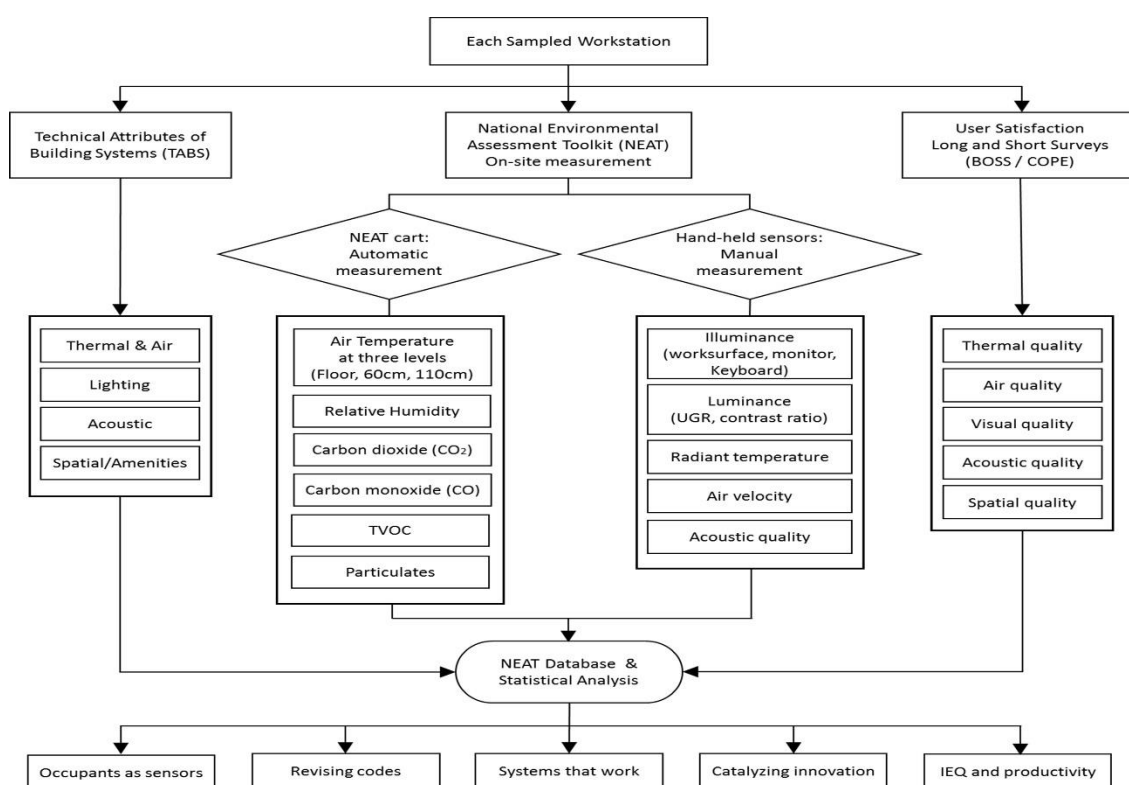 Each Sampled Workstation
Technical Attributes of
Building Systems (TABS)
National Environmental
Assessment Toolkit (NEAT)
On-site measurement
User Satisfaction
Long and Short Surveys
(BOSS / COPE)
NEAT cart:
Automatic
measurement
Hand-held sensors:
Manual
measurement
Thermal & Air
Lighting
Acoustic
Spatial/Amenities
Air Temperature
at three levels
(Floor, 60cm, 110cm)
Relative Humidity
Carbon dioxide (CO₂)
Carbon monoxide (CO)
TVOC
Particulates
Illuminance
(worksurface, monitor,
Keyboard)
Luminance
(UGR, contrast ratio)
Radiant temperature
Air velocity
Acoustic quality
Thermal quality
Air quality
Visual quality
Acoustic quality
Spatial quality
NEAT Database &
Statistical Analysis
Occupants as sensors
Revising codes
Systems that work
Catalyzing innovation
IEQ and productivity